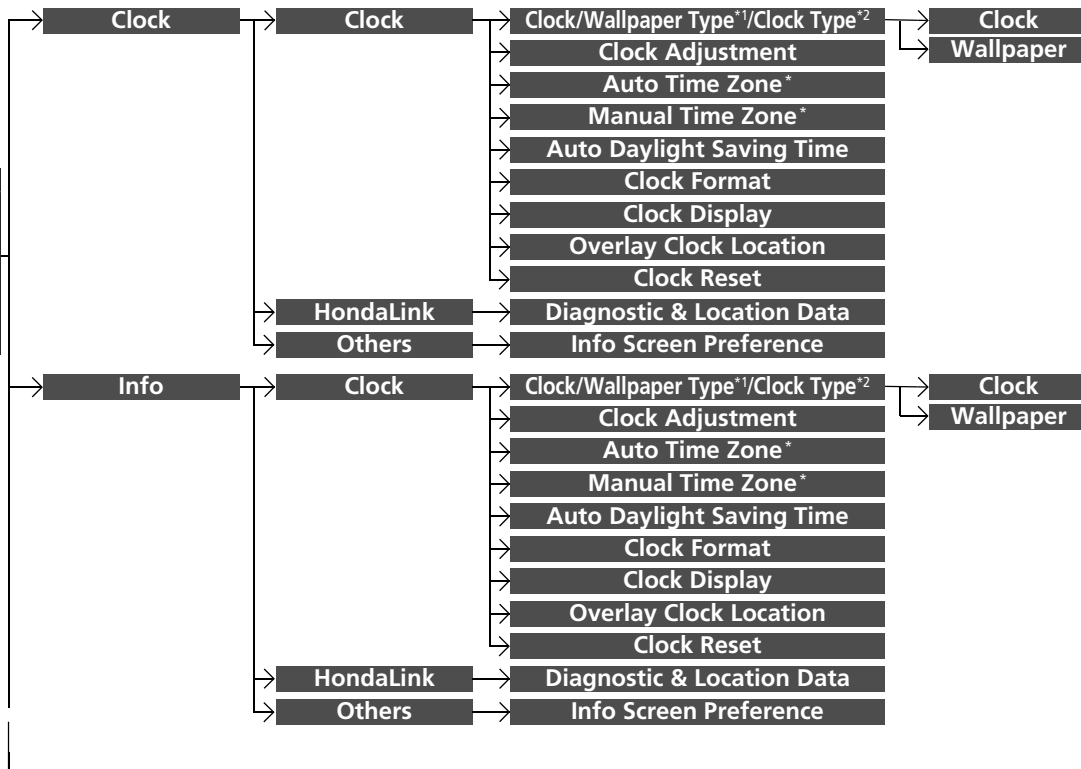 Clock Clock Clock/Wallpaper Type*1/Clock Type*2 Clock
Clock Adjustment Wallpaper
Auto Time Zone*
Manual Time Zone*
Auto Daylight Saving Time
Clock Format
Clock Display
Overlay Clock Location
Clock Reset
HondaLink Diagnostic & Location Data
Others Info Screen Preference
Info Clock Clock/Wallpaper Type*1/Clock Type*2 Clock
Clock Adjustment Wallpaper
Auto Time Zone*
Manual Time Zone*
Auto Daylight Saving Time
Clock Format
Clock Display
Overlay Clock Location
Clock Reset
HondaLink Diagnostic & Location Data
Others Info Screen Preference